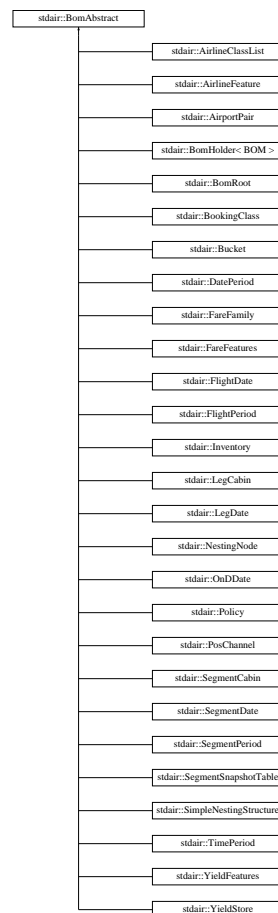 stdair::BomAbstract
stdair::AirlineClassList
stdair::AirlineFeature
stdair::AirportPair
stdair::BomHolder< BOM >
stdair::BomRoot
stdair::BookingClass
stdair::Bucket
stdair::DatePeriod
stdair::FareFamily
stdair::FareFeatures
stdair::FlightDate
stdair::FlightPeriod
stdair::Inventory
stdair::LegCabin
stdair::LegDate
stdair::NestingNode
stdair::OnDDate
stdair::Policy
stdair::PosChannel
stdair::SegmentCabin
stdair::SegmentDate
stdair::SegmentPeriod
stdair::SegmentSnapshotTable
stdair::SimpleNestingStructure
stdair::TimePeriod
stdair::YieldFeatures
stdair::YieldStore